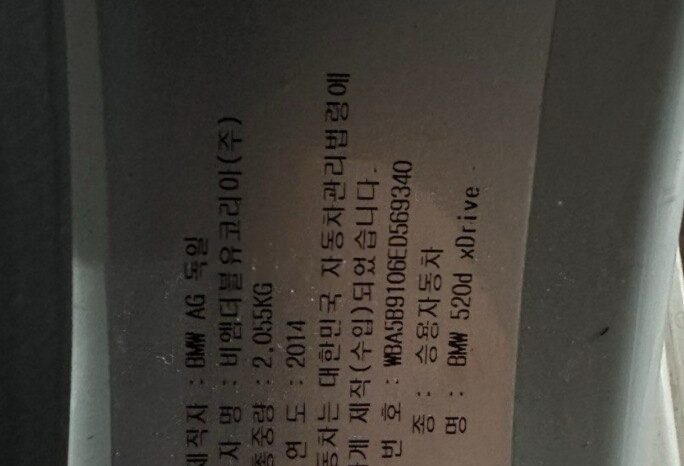 제작자 : BMW AG 독일
자 명 : 비엠더블유코리아(주)
총중량 : 2,055KG
연 도 : 2014
동차는 대한민국 자동차관리법령에
하게 제작(수입)되었습니다.
번 호 : WBA5B9106ED569340
종 : 승용자동차
명 : BMW 520d xDrive